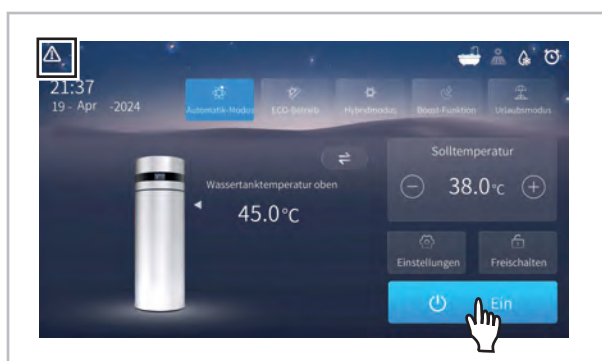 21:37
19 - Apr -2024
Automatik-Modus
ECO-Betrieb
Hybridmodus
Boost-Funktion
Urlaubsmodus
Wassertanktemperatur oben
45.0°C
Solltemperatur
38.0°C
Einstellungen
Freischalten
Ein